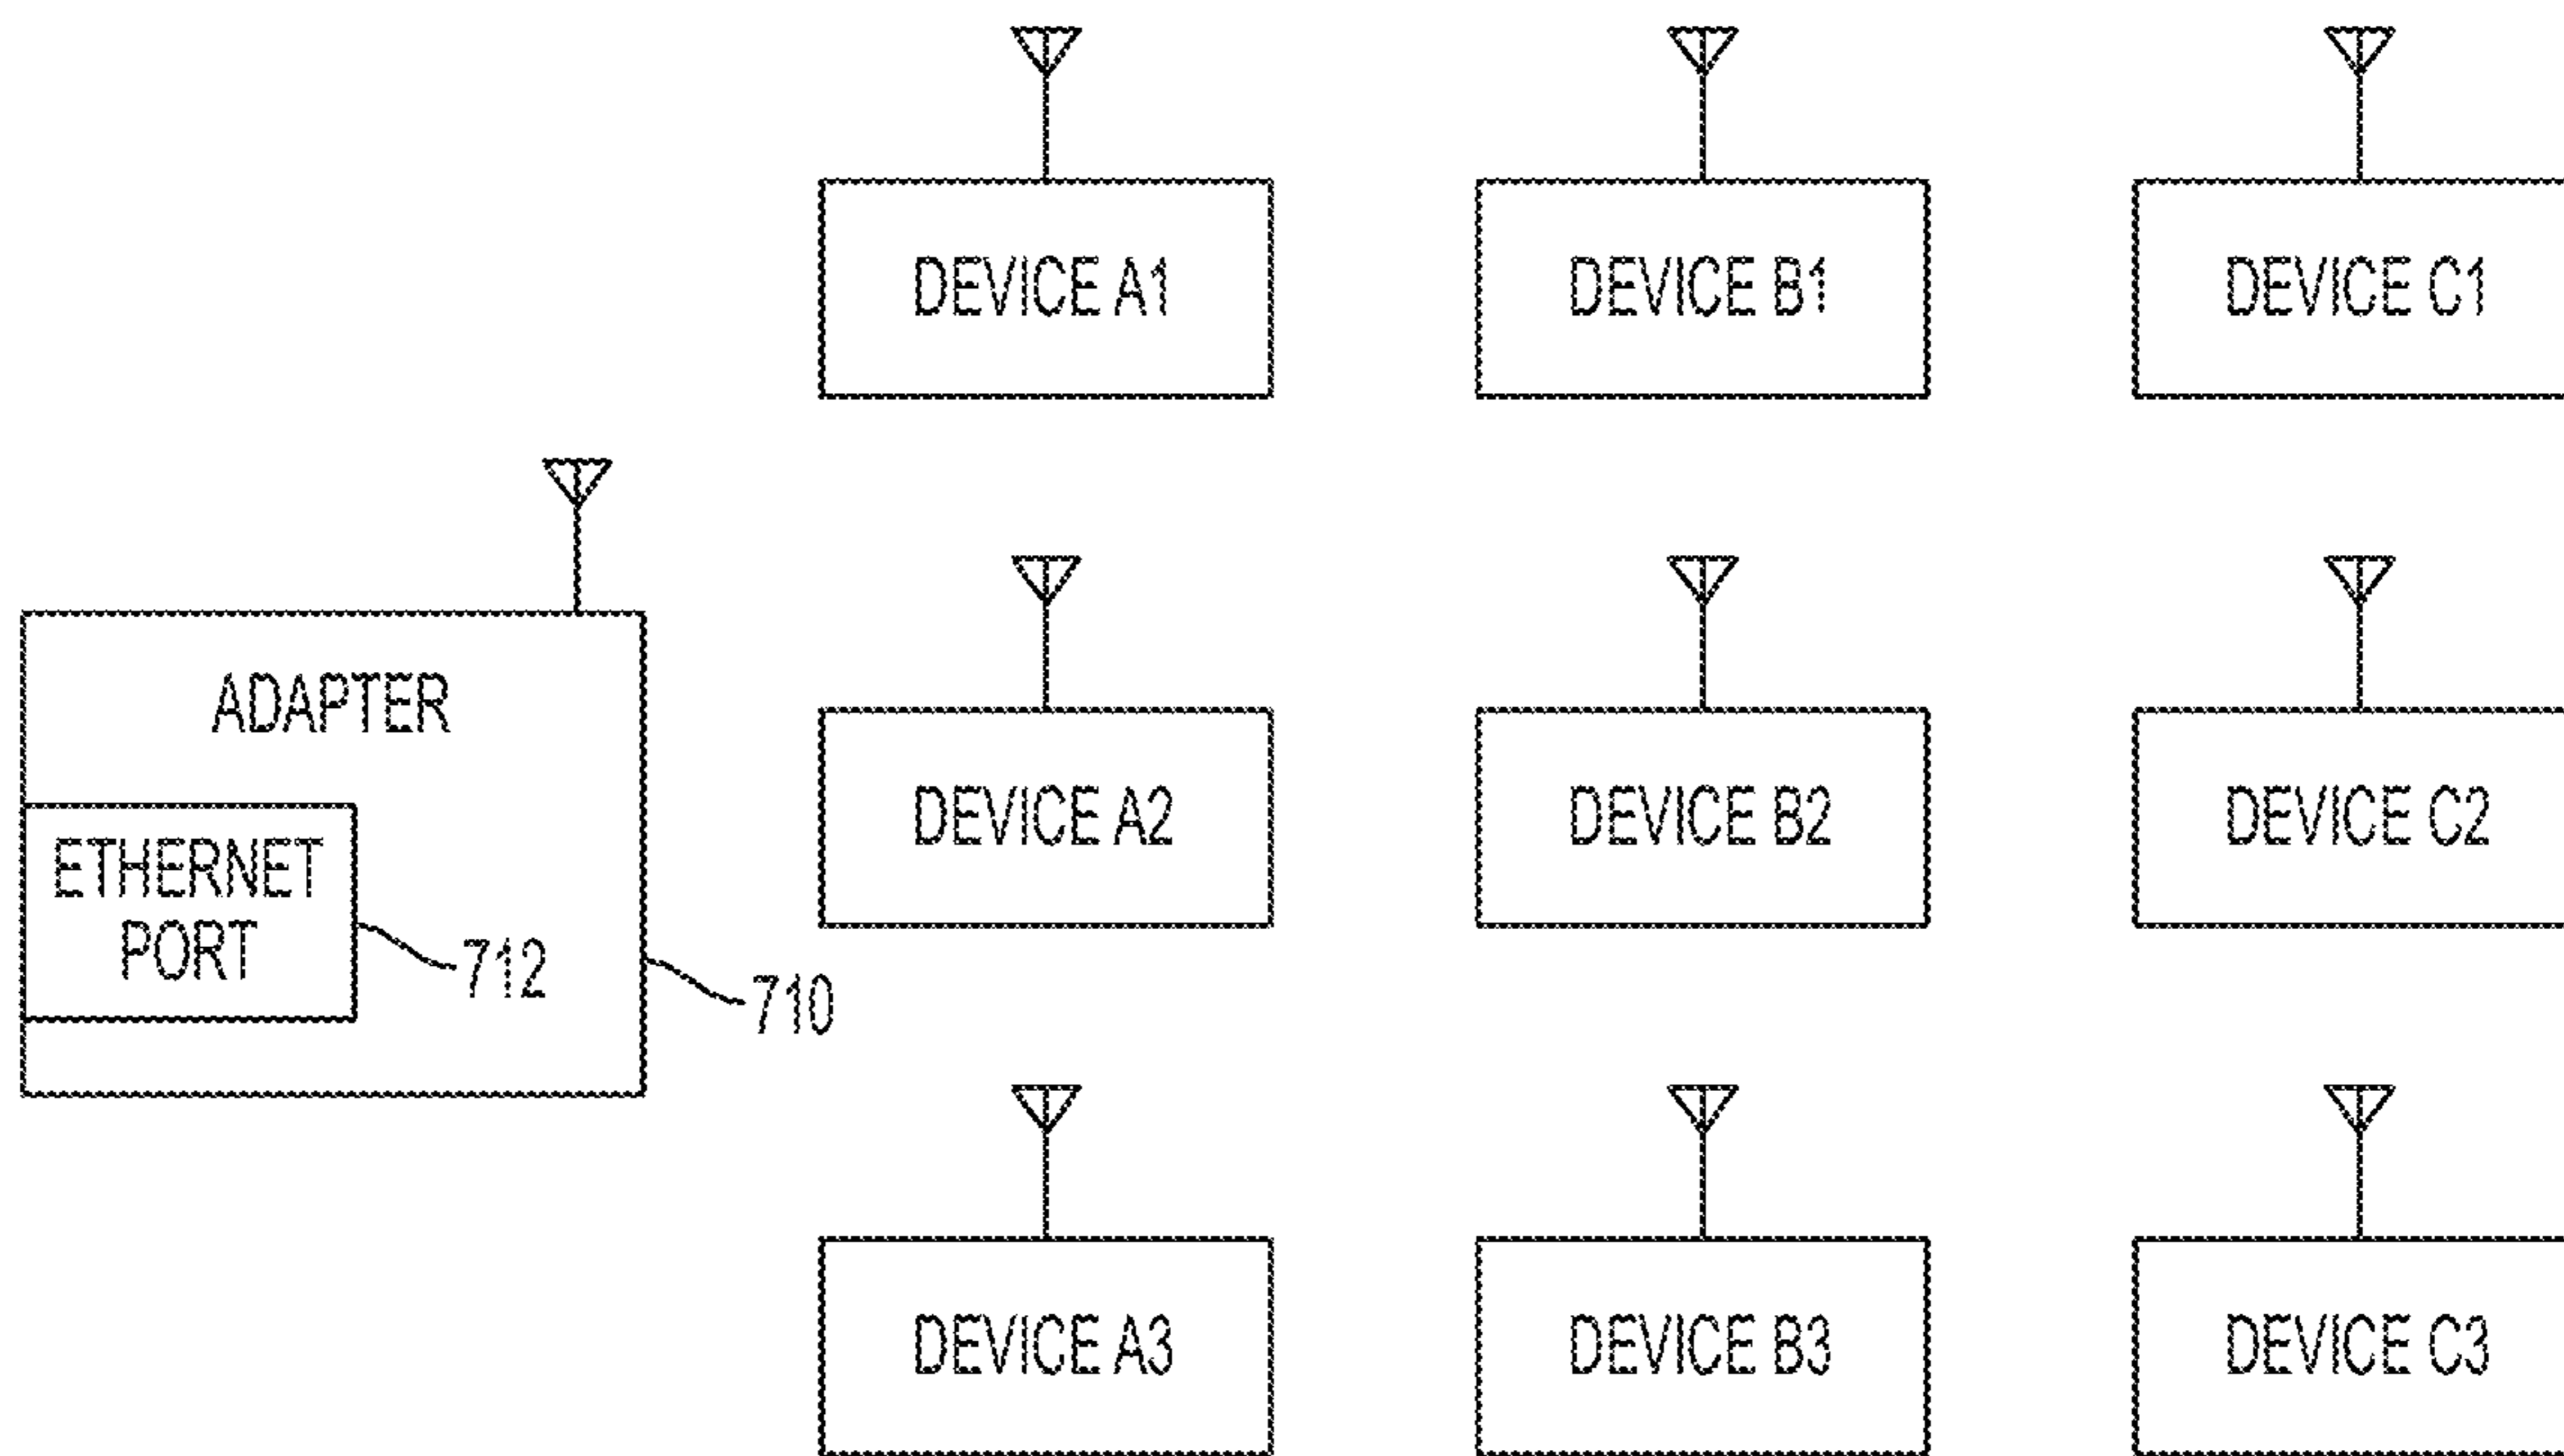 DEVICE A1
DEVICE B1
DEVICE C1
ADAPTER
ETHERNET
PORT
712
710
DEVICE A2
DEVICE B2
DEVICE C2
DEVICE A3
DEVICE B3
DEVICE C3